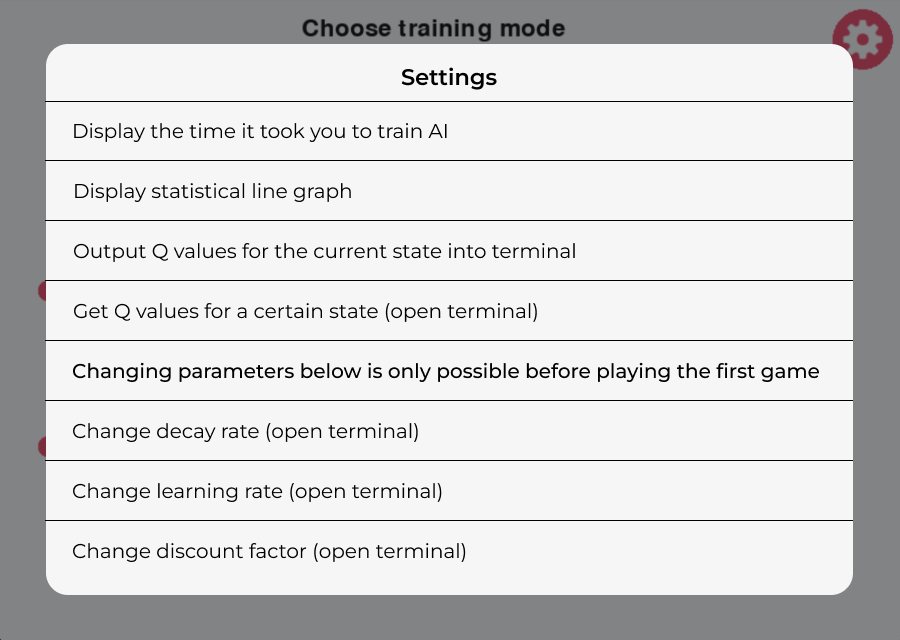 Choose training mode
Settings
Display the time it took you to train AI
Display statistical line graph
Output Q values for the current state into terminal
Get Q values for a certain state (open terminal)
Changing parameters below is only possible before playing the first game
Change decay rate (open terminal)
Change learning rate (open terminal)
Change discount factor (open terminal)